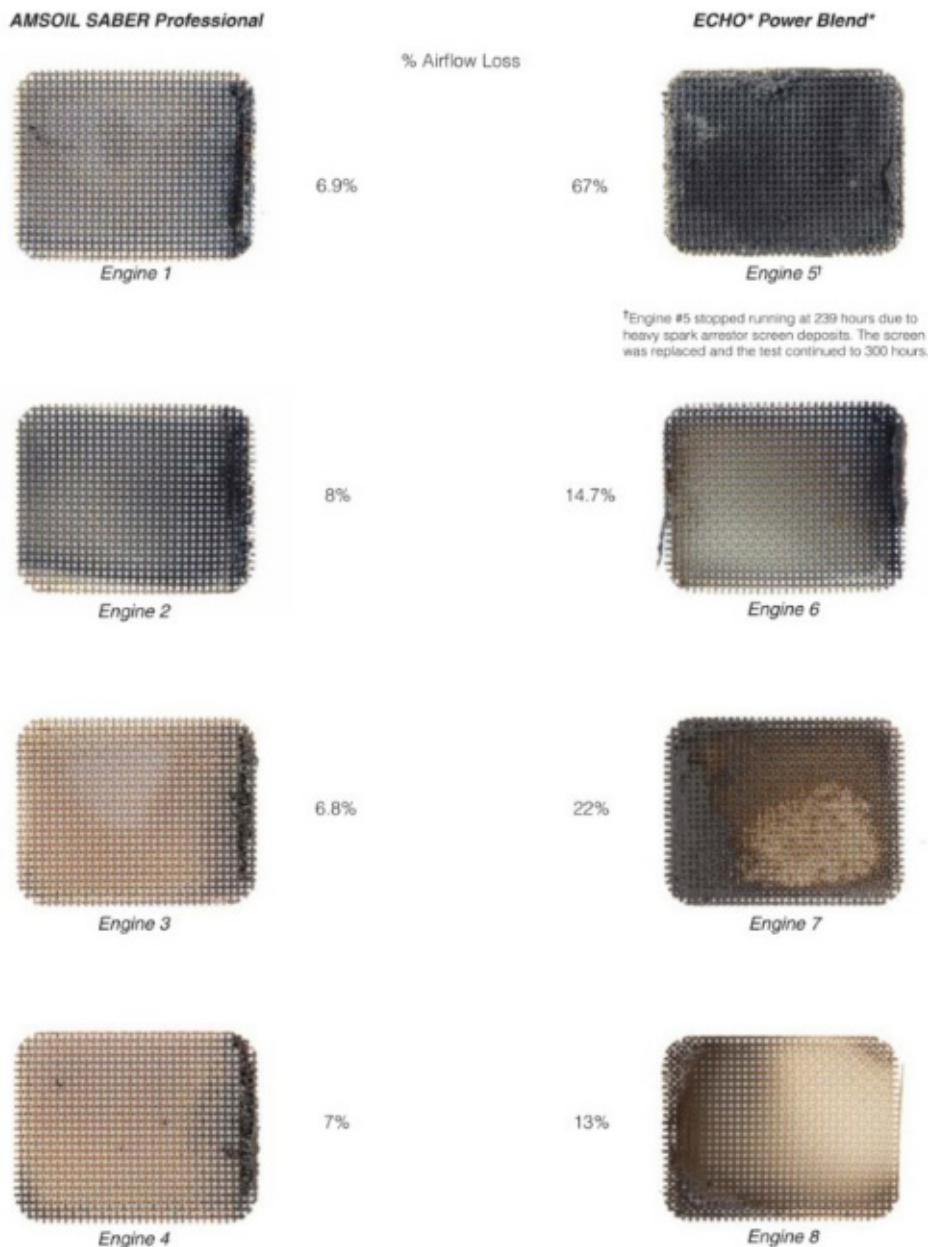 AMSOIL SABER Professional
ECHO* Power Blend*
% Airflow Loss
6.9%
67%
Engine 1
Engine 5†
†Engine #5 stopped running at 239 hours due to
heavy spark arrestor screen deposits. The screen
was replaced and the test continued to 300 hours.
8%
14.7%
Engine 2
Engine 6
6.8%
22%
Engine 3
Engine 7
7%
13%
Engine 4
Engine 8